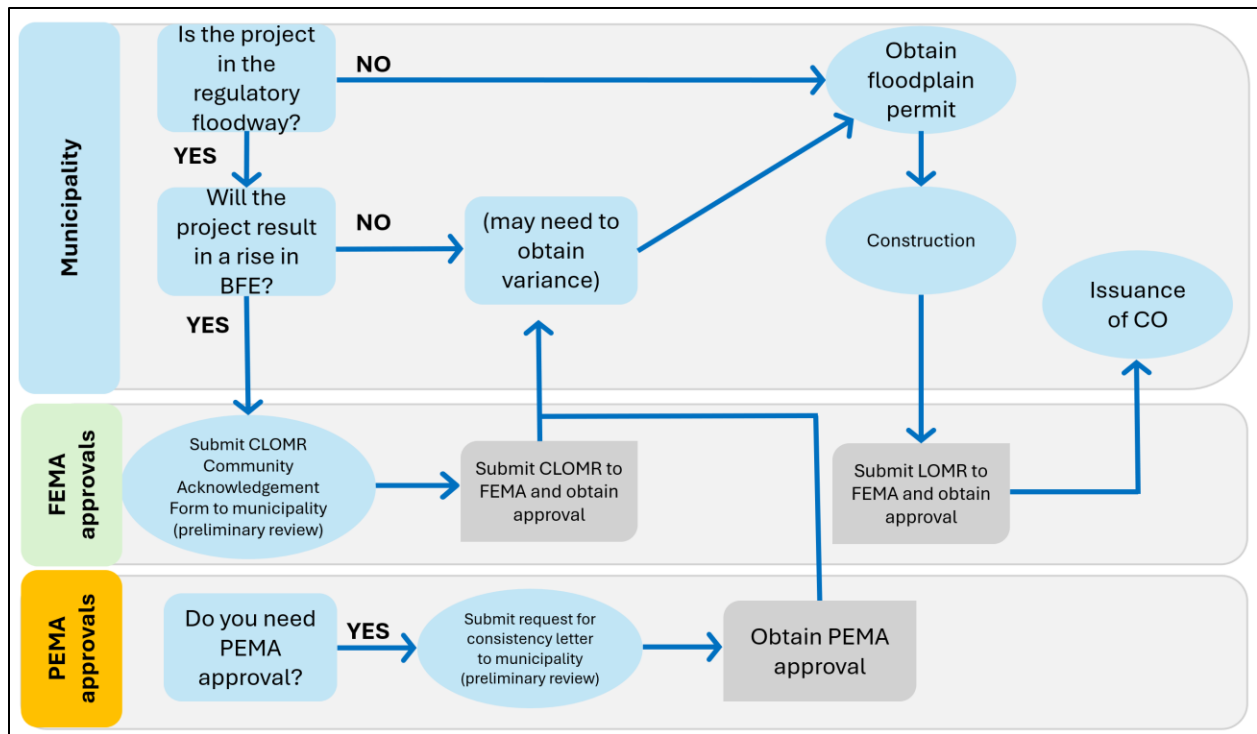 Municipality
Is the project
in the
regulatory
floodway?
NO
Obtain
floodplain
permit
YES
Will the
project result
in a rise in
BFE?
NO
(may need to
obtain
variance)
Construction
Issuance
of CO
YES
FEMA
approvals
Submit CLOMR
Community
Acknowledgement
Form to municipality
(preliminary review)
Submit CLOMR to
FEMA and obtain
approval
Submit LOMR to
FEMA and obtain
approval
PEMA
approvals
Do you need
PEMA
approval?
YES
Submit request for
consistency letter
to municipality
(preliminary review)
Obtain PEMA
approval